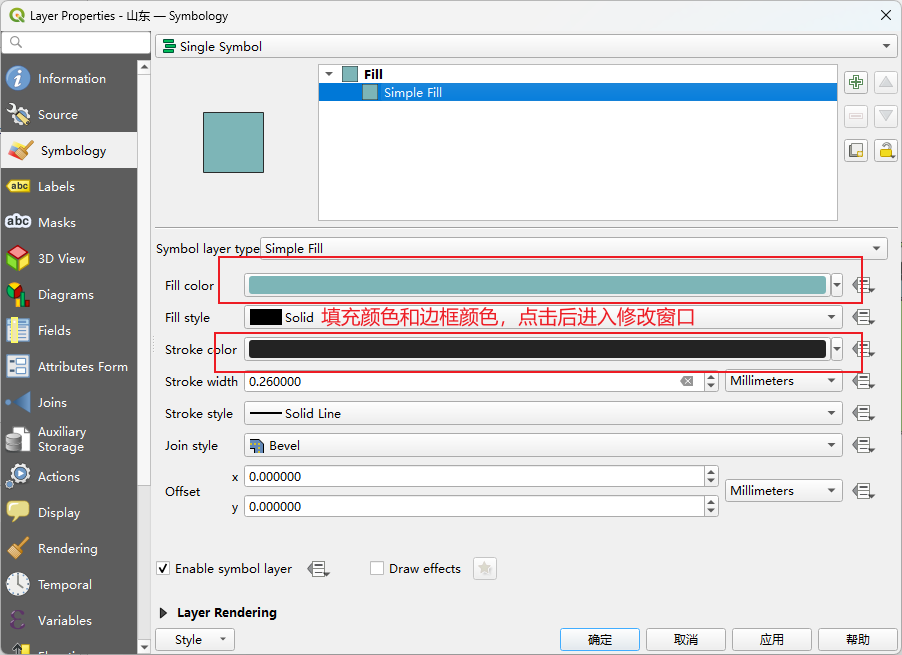 Layer Properties - 山东 — Symbology
Single Symbol
Information
Source
Symbology
Labels
Masks
3D View
Diagrams
Fields
Attributes Form
Joins
Auxiliary
Storage
Actions
Display
Rendering
Temporal
Variables
Fill
Simple Fill
Symbol layer type Simple Fill
Fill color
Fill style Solid 填充颜色和边框颜色，点击后进入修改窗口
Stroke color
Stroke width 0.260000 Millimeters
Stroke style Solid Line
Join style Bevel
Offset x 0.000000 Millimeters
y 0.000000
Enable symbol layer Draw effects
Layer Rendering
Style 确定 取消 应用 帮助